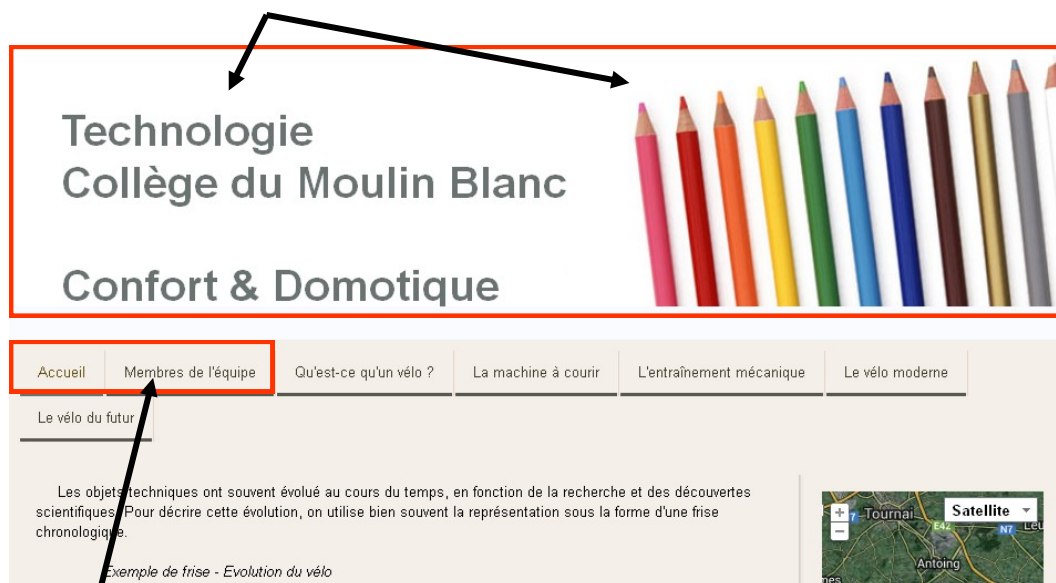 Technologie
Collège du Moulin Blanc
Confort & Domotique
Accueil
Membres de l'équipe
Qu'est-ce qu'un vélo ?
La machine à courir
L'entraînement mécanique
Le vélo moderne
Le vélo du futur
Les objets techniques ont souvent évolué au cours du temps, en fonction de la recherche et des découvertes
scientifiques. Pour décrire cette évolution, on utilise bien souvent la représentation sous la forme d'une frise
chronologique.
Exemple de frise - Evolution du vélo
Satellite
Tournai
E42
N7
Antoing